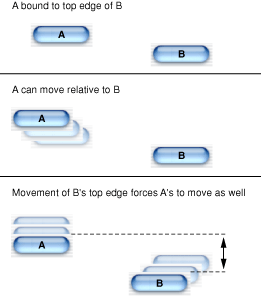 A bound to top edge of B
A
B
A can move relative to B
A
B
Movement of B's top edge forces A's to move as well
A
B